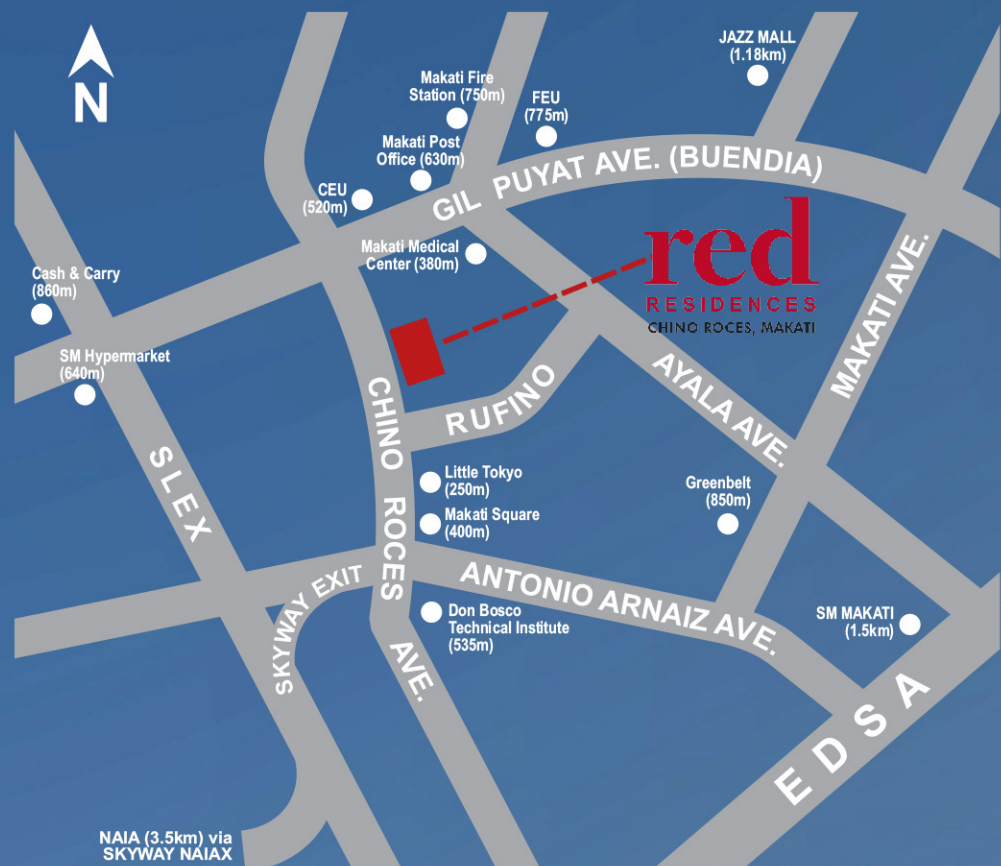 N
JAZZ MALL
(1.18km)
Makati Fire
Station (750m)
FEU
(775m)
Makati Post
Office (630m)
CEU
(520m)
GIL PUYAT AVE. (BUENDIA)
Makati Medical
Center (380m)
red
RESIDENCES
CHINO ROCES, MAKATI
Cash & Carry
(860m)
SM Hypermarket
(640m)
MAKATI AVE.
AYALA AVE.
RUFINO
CHINO ROCES AVE.
SLEX
Little Tokyo
(250m)
Makati Square
(400m)
Greenbelt
(850m)
SKYWAY EXIT
ANTONIO ARNAIZ AVE.
Don Bosco
Technical Institute
(535m)
SM MAKATI
(1.5km)
EDSA
NAIA (3.5km) via
SKYWAY NAIAX